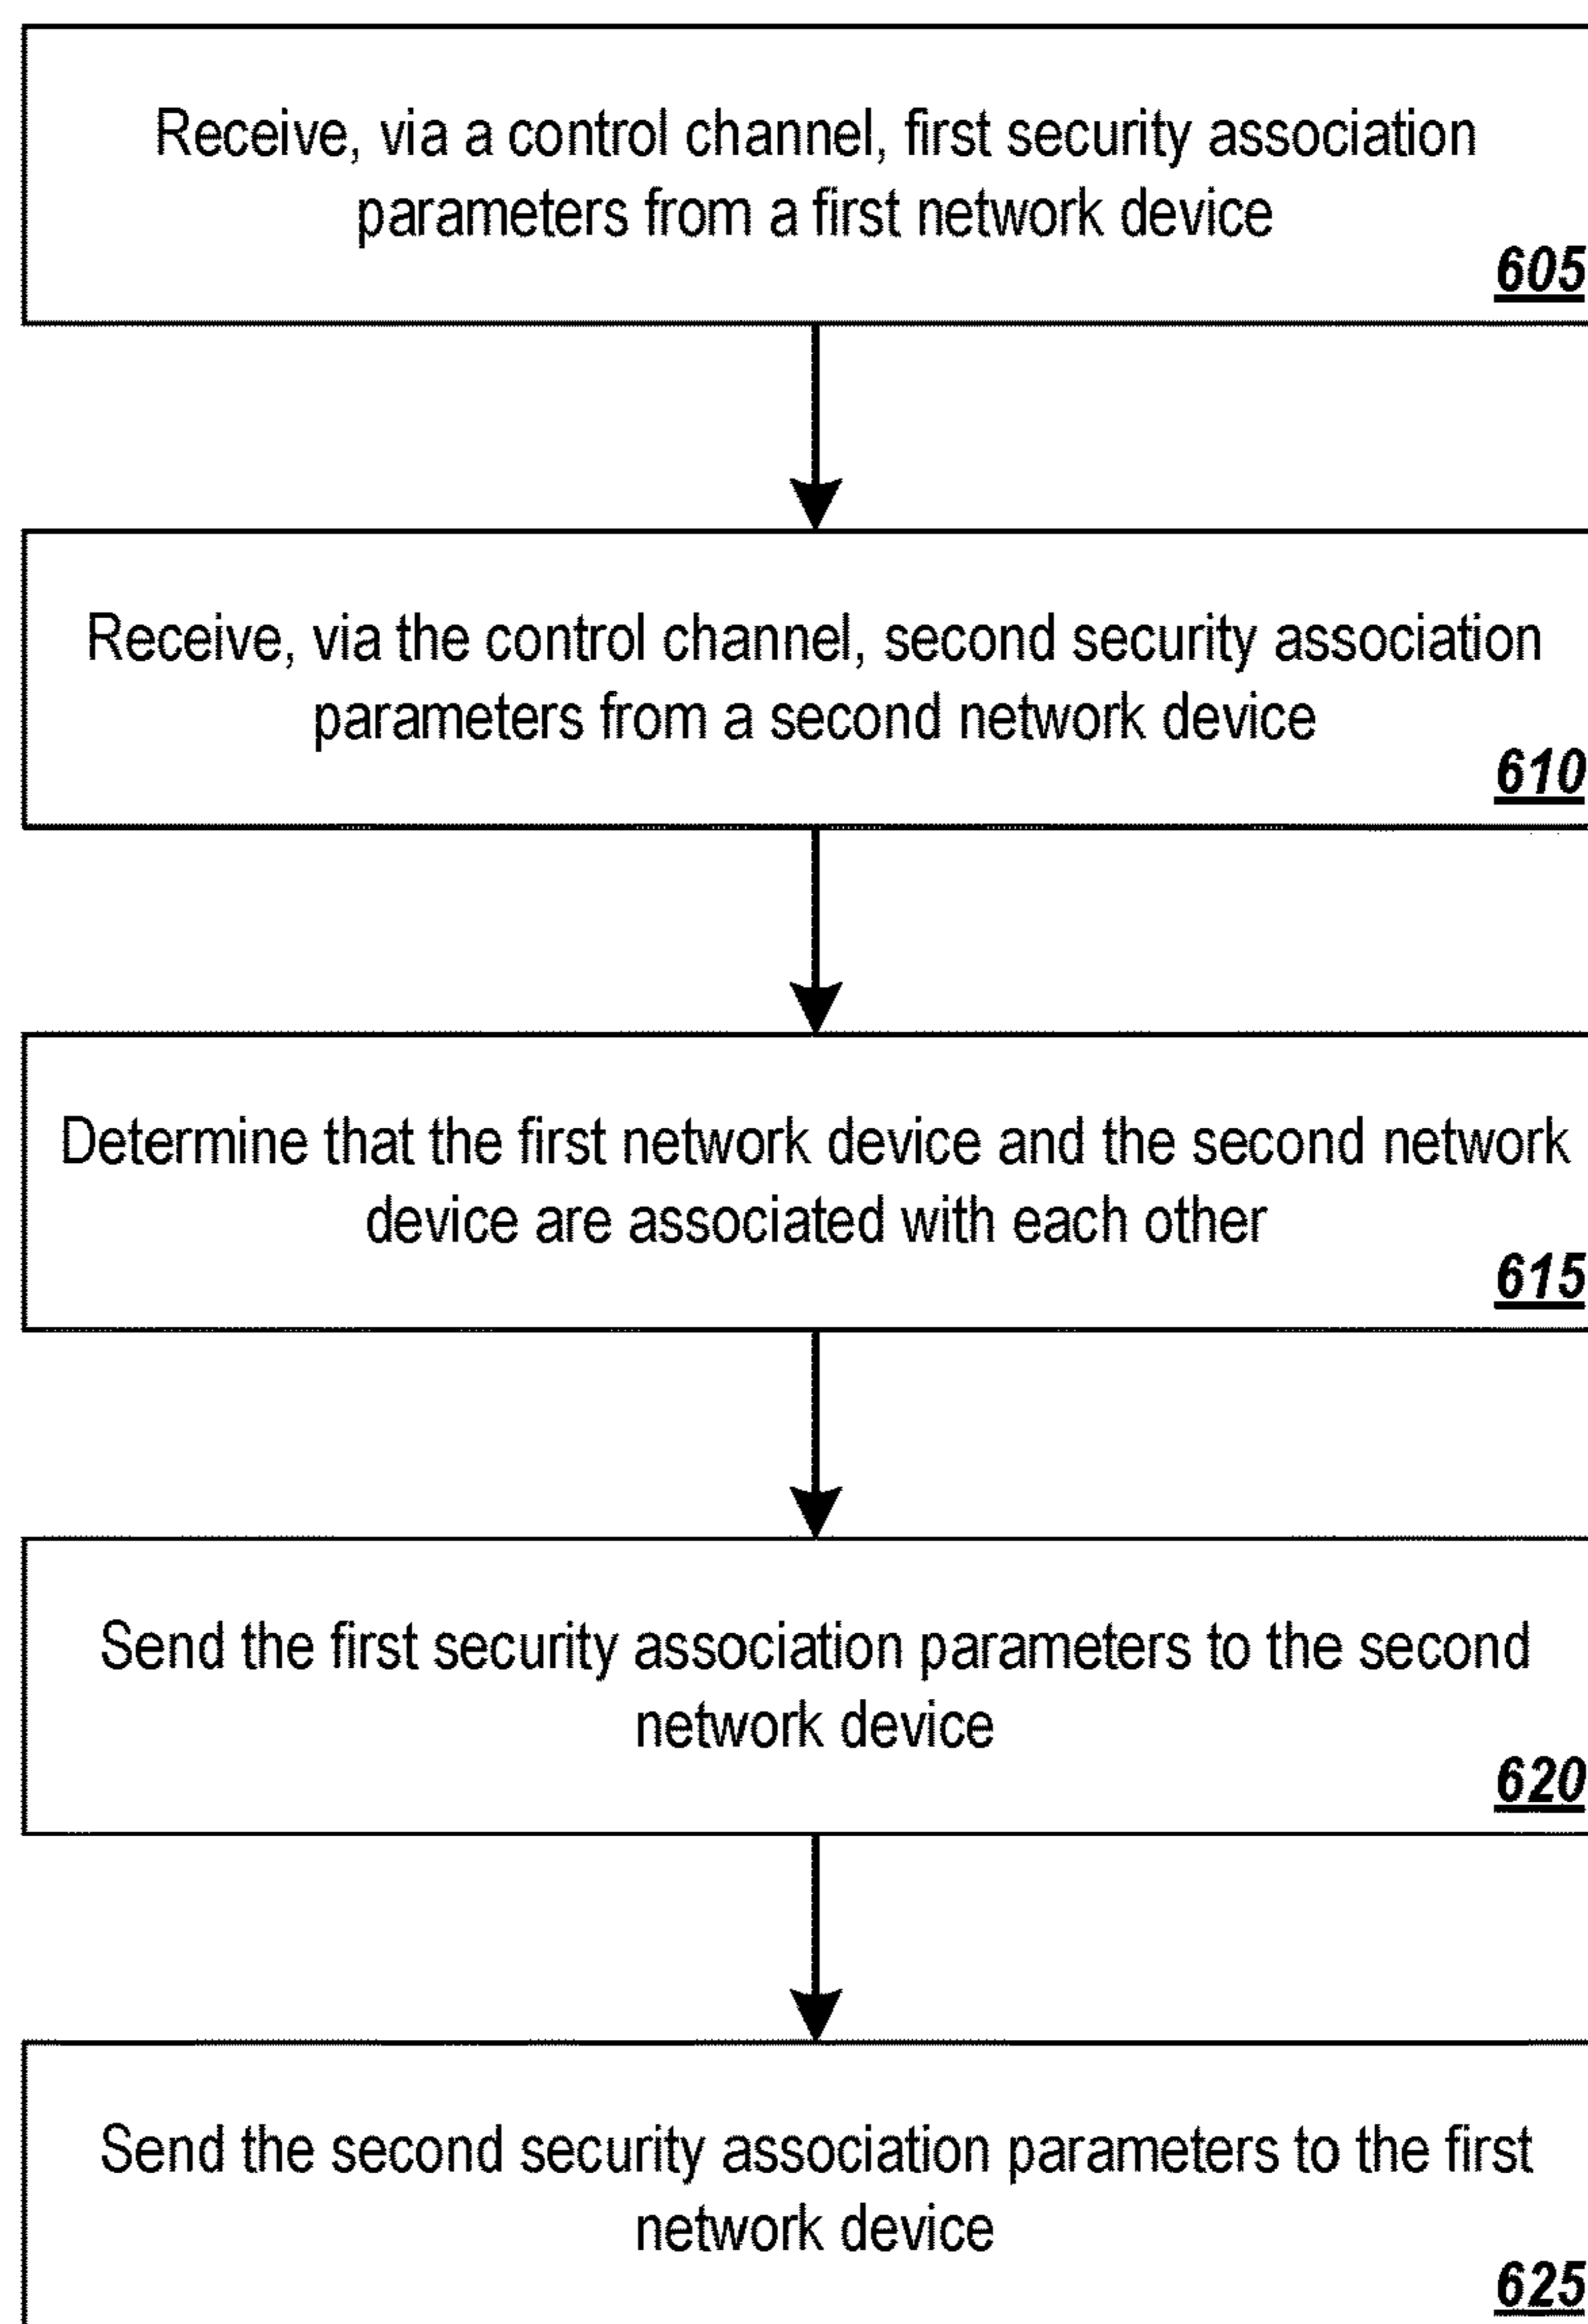 Receive, via a control channel, first security association
parameters from a first network device
605
Receive, via the control channel, second security association
parameters from a second network device
610
Determine that the first network device and the second network
device are associated with each other
615
Send the first security association parameters to the second
network device
620
Send the second security association parameters to the first
network device
625